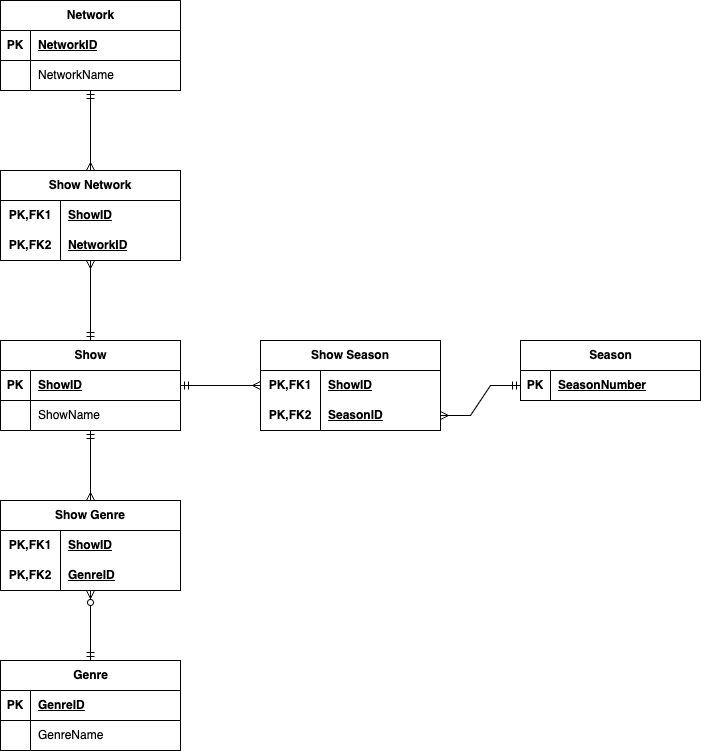 Network
PK NetworkID
NetworkName
Show Network
PK,FK1 ShowID
PK,FK2 NetworkID
Show
PK ShowID
ShowName
Show Season
PK,FK1 ShowID
PK,FK2 SeasonID
Season
PK SeasonNumber
Show Genre
PK,FK1 ShowID
PK,FK2 GenreID
Genre
PK GenreID
GenreName